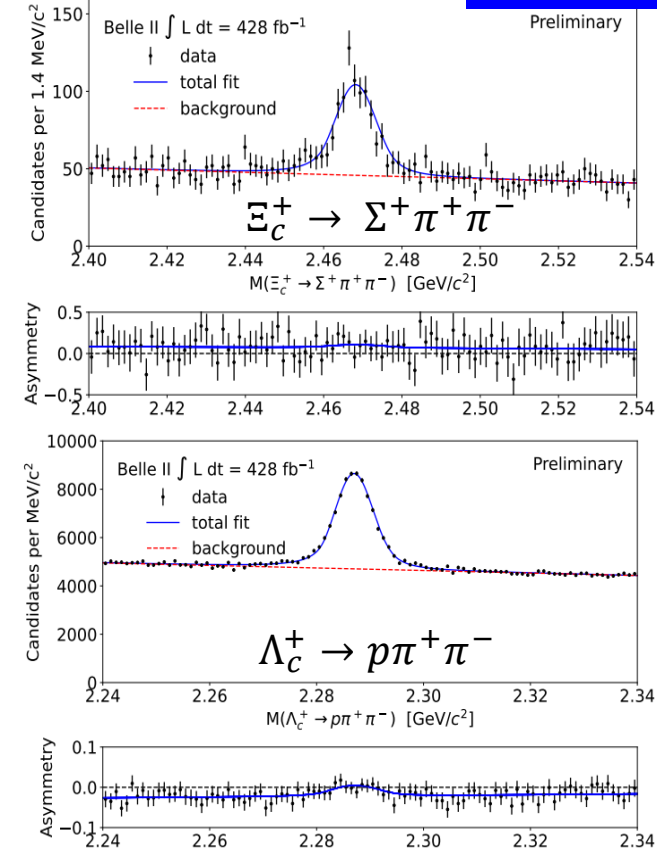 Belle II ∫ L dt = 428 fb⁻¹
Preliminary
data
total fit
background
Candidates per 1.4 MeV/c²
150
100
50
0
Ξc⁺ → Σ⁺π⁺π⁻
2.40 2.42 2.44 2.46 2.48 2.50 2.52 2.54
M(Ξc⁺ → Σ⁺π⁺π⁻) [GeV/c²]
Asymmetry
0.5
0.0
−0.5
2.40 2.42 2.44 2.46 2.48 2.50 2.52 2.54
Belle II ∫ L dt = 428 fb⁻¹
Preliminary
data
total fit
background
Candidates per MeV/c²
10000
8000
6000
4000
2000
0
Λc⁺ → pπ⁺π⁻
2.24 2.26 2.28 2.30 2.32 2.34
M(Λc⁺ → pπ⁺π⁻) [GeV/c²]
Asymmetry
0.1
0.0
−0.1
2.24 2.26 2.28 2.30 2.32 2.34